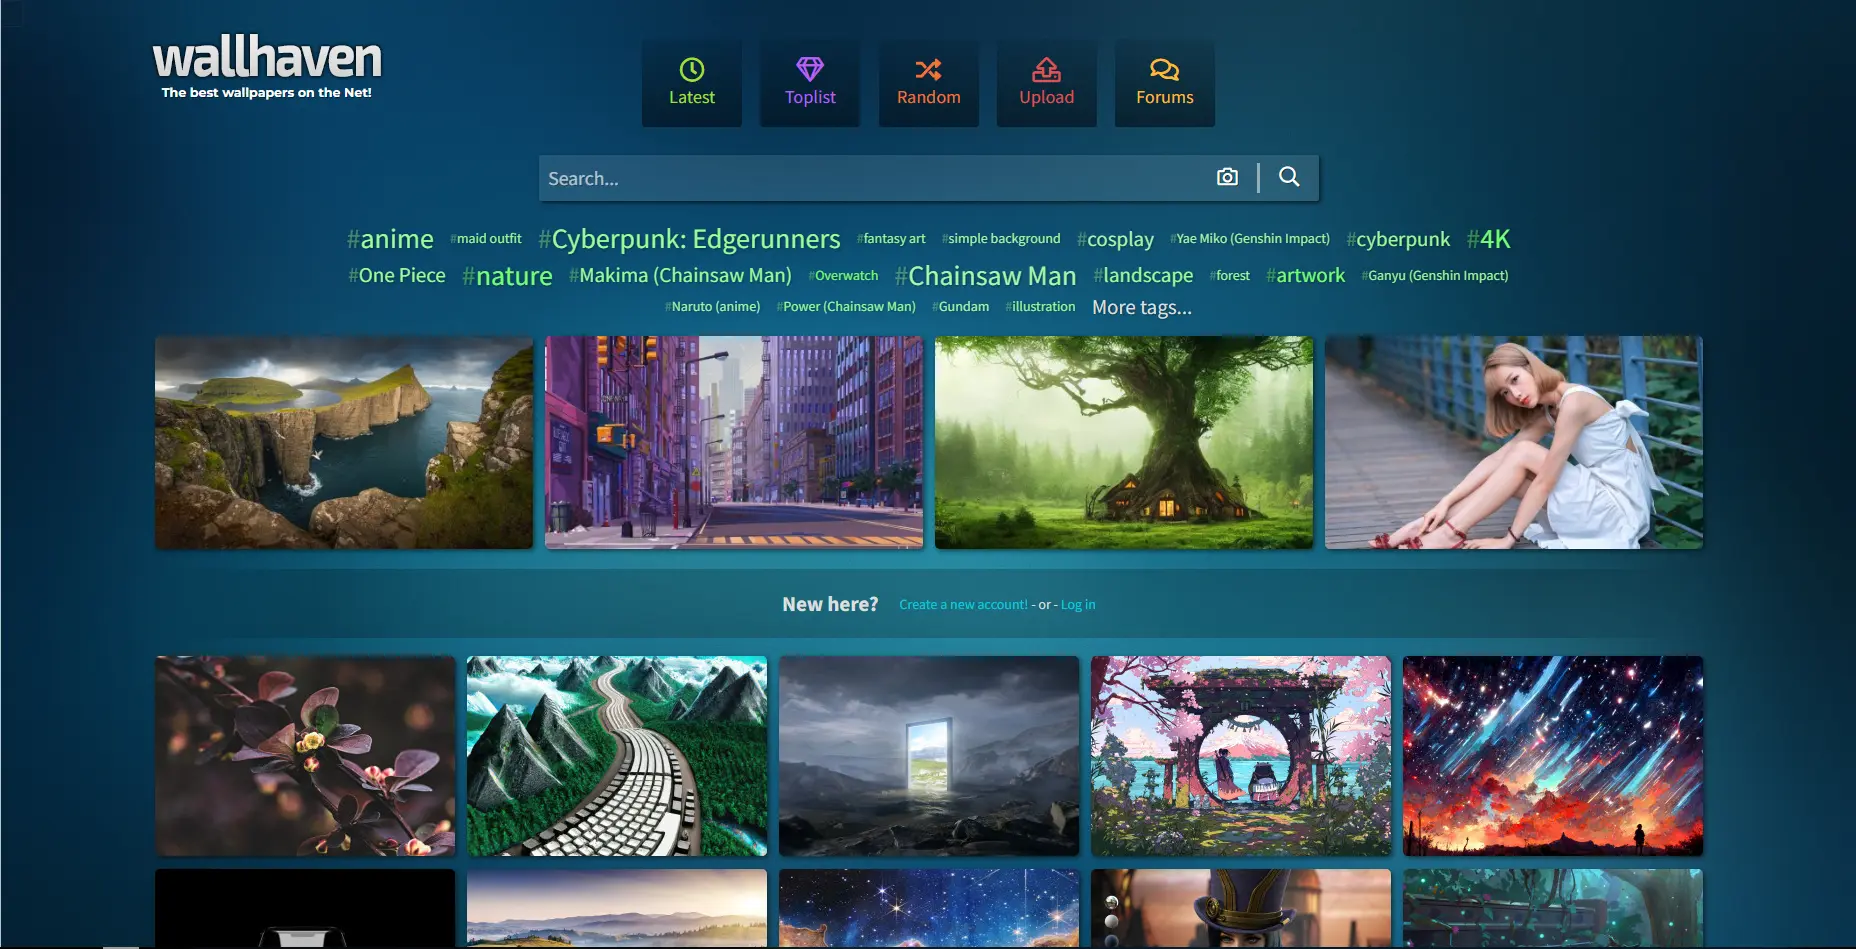 wallhaven
The best wallpapers on the Net!
Latest Toplist Random Upload Forums
Search...
#anime #maid outfit #Cyberpunk: Edgerunners #fantasy art #simple background #cosplay #Yae Miko (Genshin Impact) #cyberpunk #4K
#One Piece #nature #Makima (Chainsaw Man) #Overwatch #Chainsaw Man #landscape #forest #artwork #Ganyu (Genshin Impact)
#Naruto (anime) #Power (Chainsaw Man) #Gundam #illustration More tags...
New here? Create a new account! - or - Log in